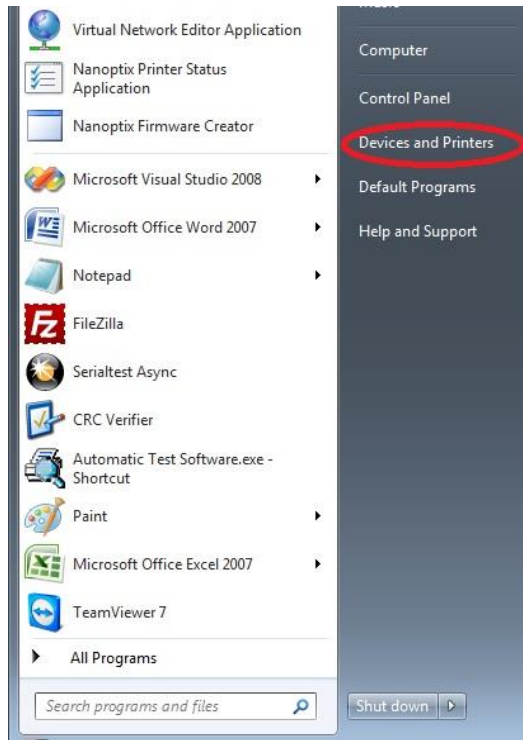 Virtual Network Editor Application
Nanoptix Printer Status
Application
Nanoptix Firmware Creator
Microsoft Visual Studio 2008
Microsoft Office Word 2007
Notepad
FileZilla
Serialtest Async
CRC Verifier
Automatic Test Software.exe -
Shortcut
Paint
Microsoft Office Excel 2007
TeamViewer 7
All Programs
Search programs and files
Computer
Control Panel
Devices and Printers
Default Programs
Help and Support
Shut down